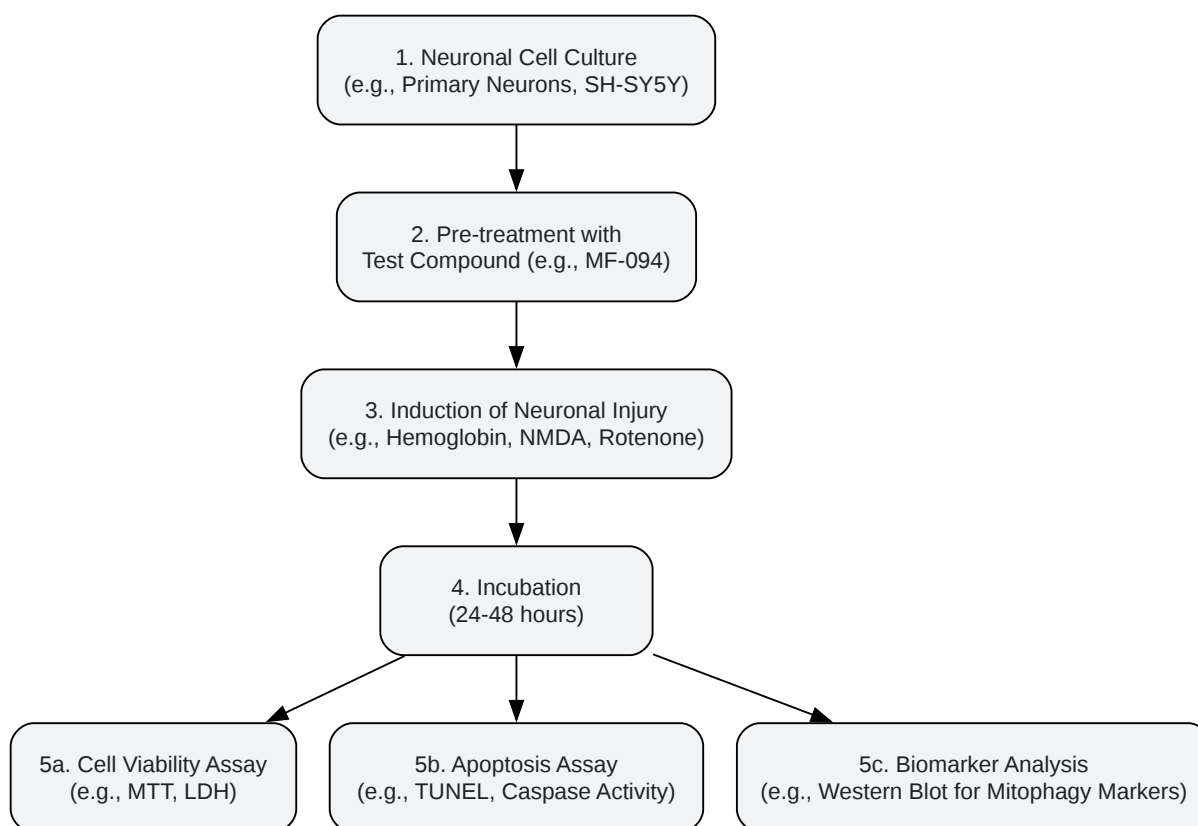 1. Neuronal Cell Culture
(e.g., Primary Neurons, SH-SY5Y)
2. Pre-treatment with
Test Compound (e.g., MF-094)
3. Induction of Neuronal Injury
(e.g., Hemoglobin, NMDA, Rotenone)
4. Incubation
(24-48 hours)
5a. Cell Viability Assay
(e.g., MTT, LDH)
5b. Apoptosis Assay
(e.g., TUNEL, Caspase Activity)
5c. Biomarker Analysis
(e.g., Western Blot for Mitophagy Markers)